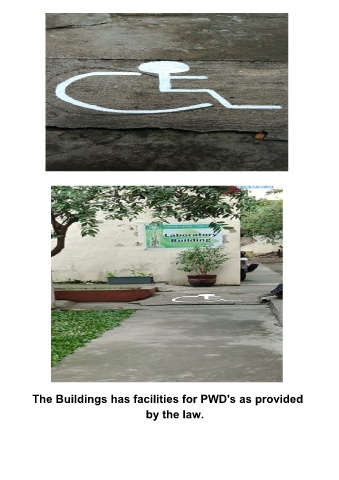 Laboratory
Building
The Buildings has facilities for PWD's as provided
by the law.